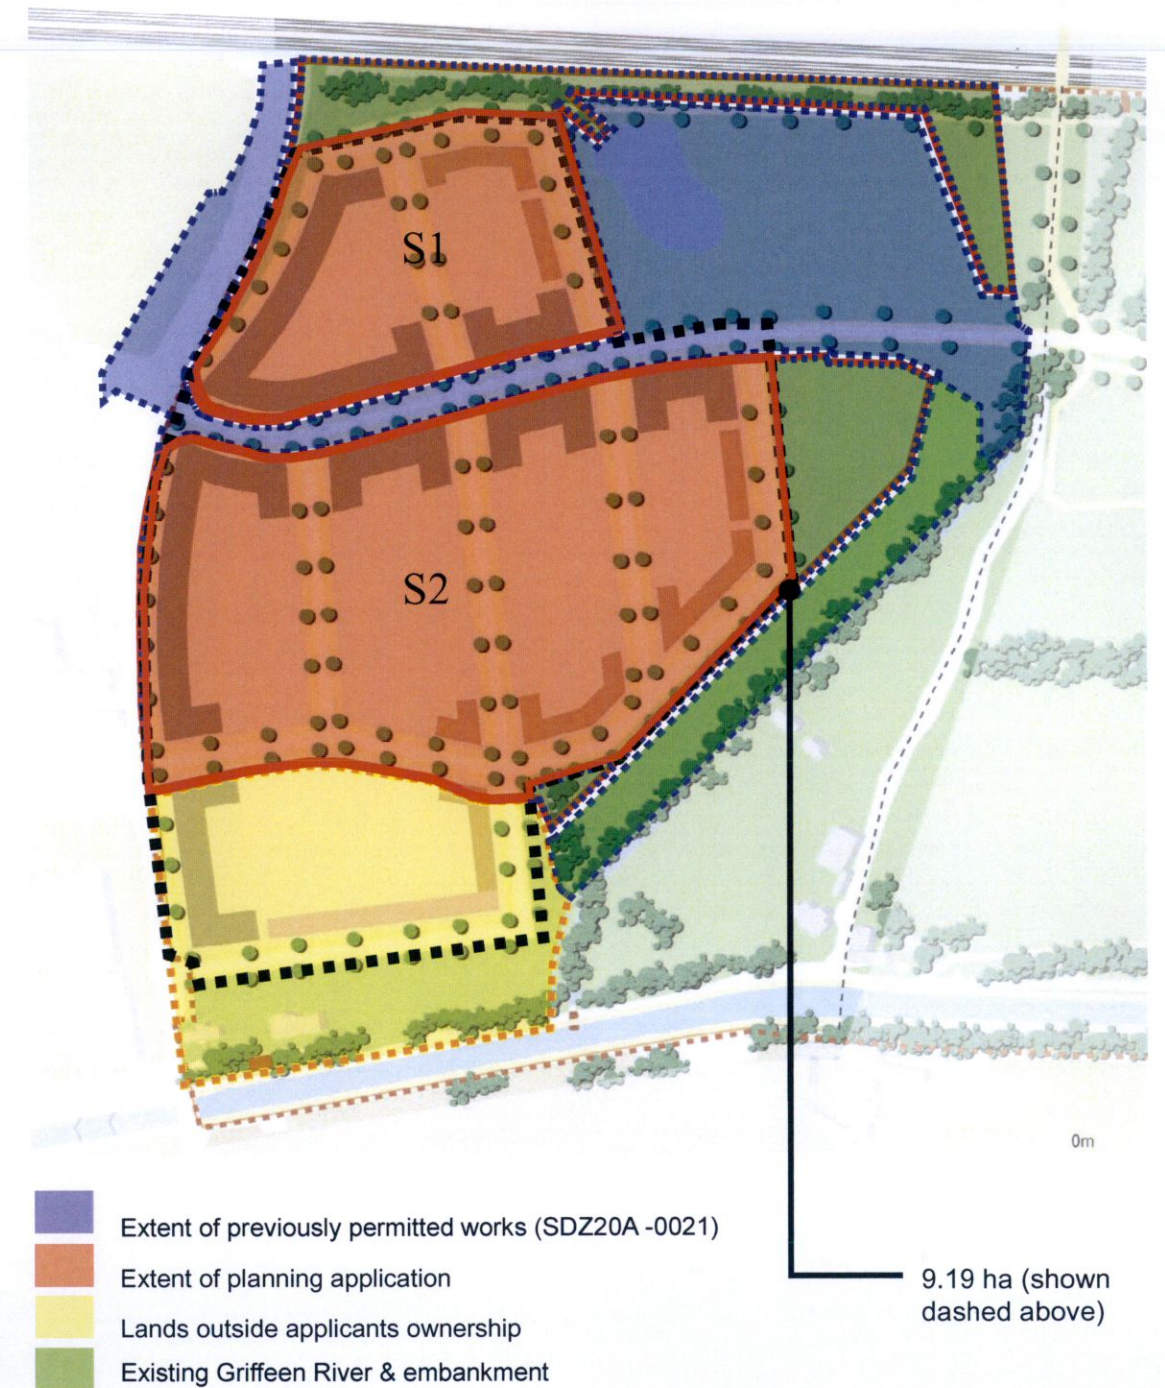 S1
S2
0m
Extent of previously permitted works (SDZ20A -0021)
Extent of planning application
Lands outside applicants ownership
Existing Griffeen River & embankment
9.19 ha (shown
dashed above)